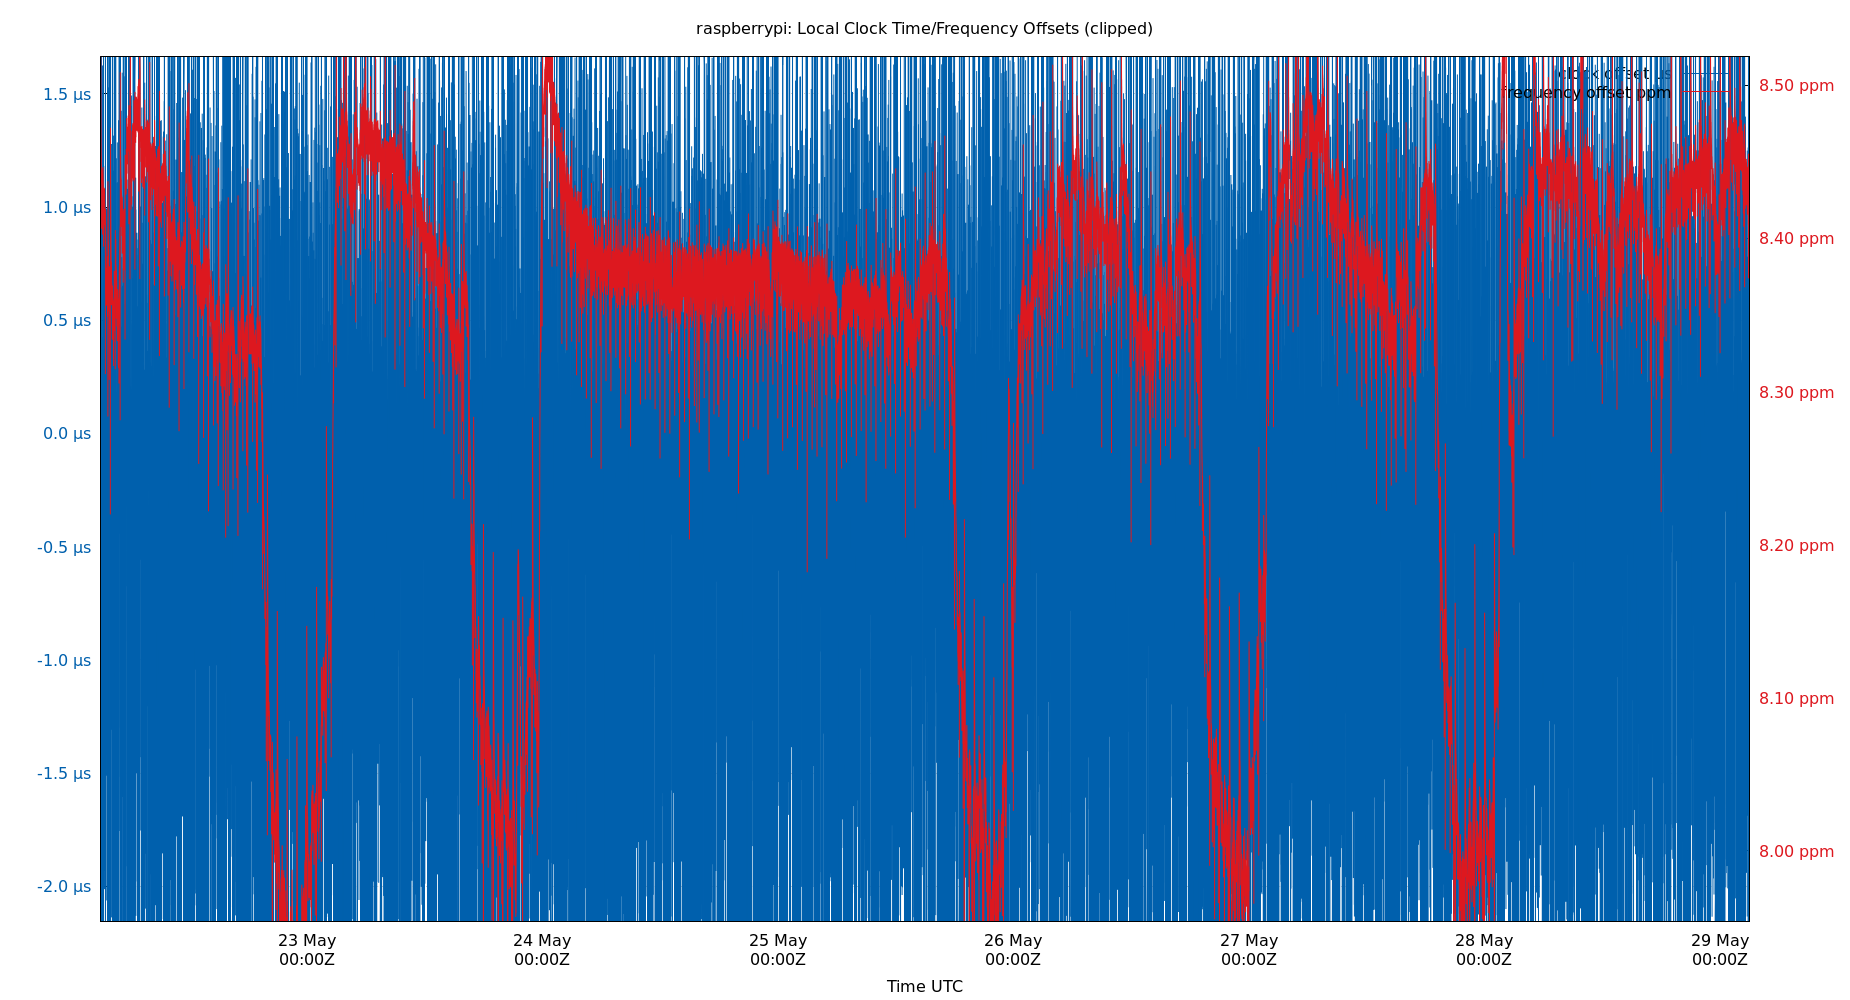 raspberrypi: Local Clock Time/Frequency Offsets (clipped)
clock offset µs
frequency offset ppm
1.5 µs
1.0 µs
0.5 µs
0.0 µs
-0.5 µs
-1.0 µs
-1.5 µs
-2.0 µs
8.50 ppm
8.40 ppm
8.30 ppm
8.20 ppm
8.10 ppm
8.00 ppm
23 May
00:00Z
24 May
00:00Z
25 May
00:00Z
26 May
00:00Z
27 May
00:00Z
28 May
00:00Z
29 May
00:00Z
Time UTC